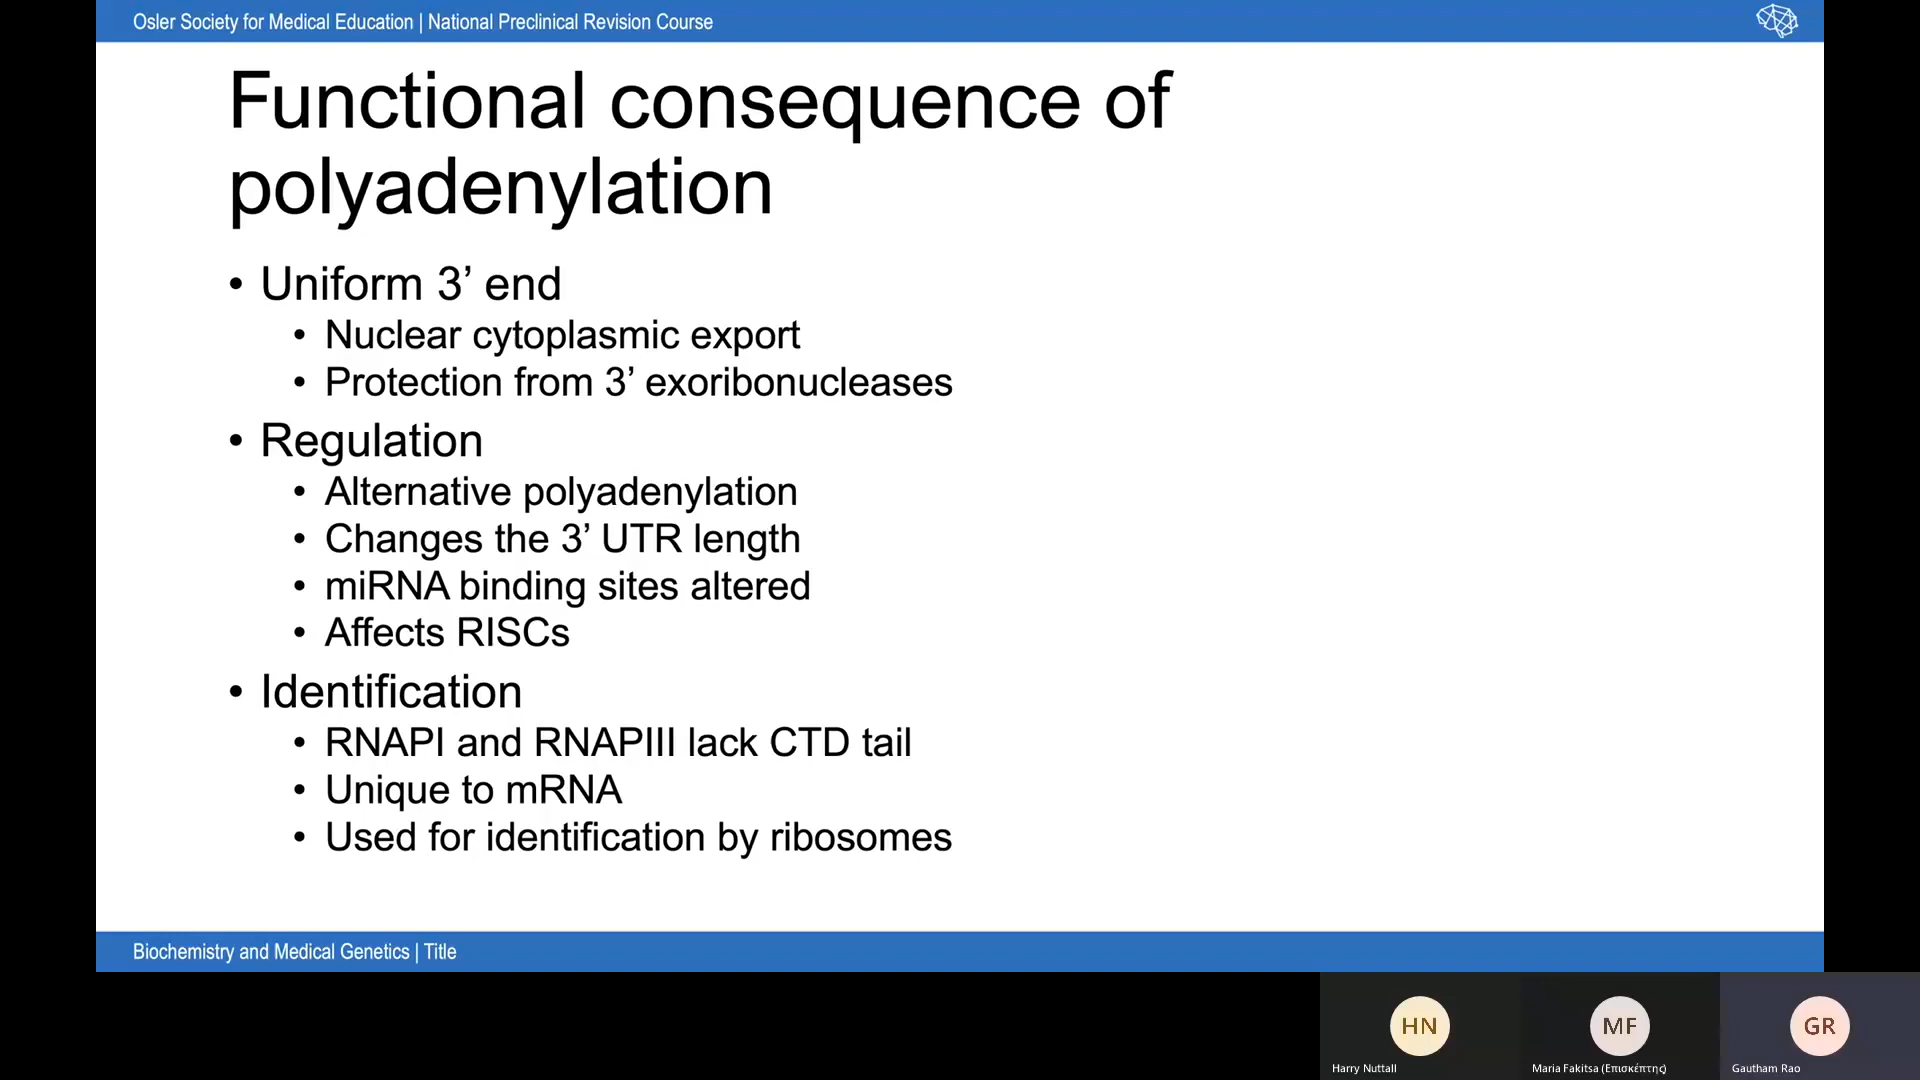 Osler Society for Medical Education | National Preclinical Revision Course
Functional consequence of
polyadenylation
• Uniform 3’ end
• Nuclear cytoplasmic export
• Protection from 3’ exoribonucleases
• Regulation
• Alternative polyadenylation
• Changes the 3’ UTR length
• miRNA binding sites altered
• Affects RISCs
• Identification
• RNAPI and RNAPIII lack CTD tail
• Unique to mRNA
• Used for identification by ribosomes
Biochemistry and Medical Genetics | Title
HN
MF
GR
Harry Nuttall
Maria Fakitsa (Επισκέπτης)
Gautham Rao